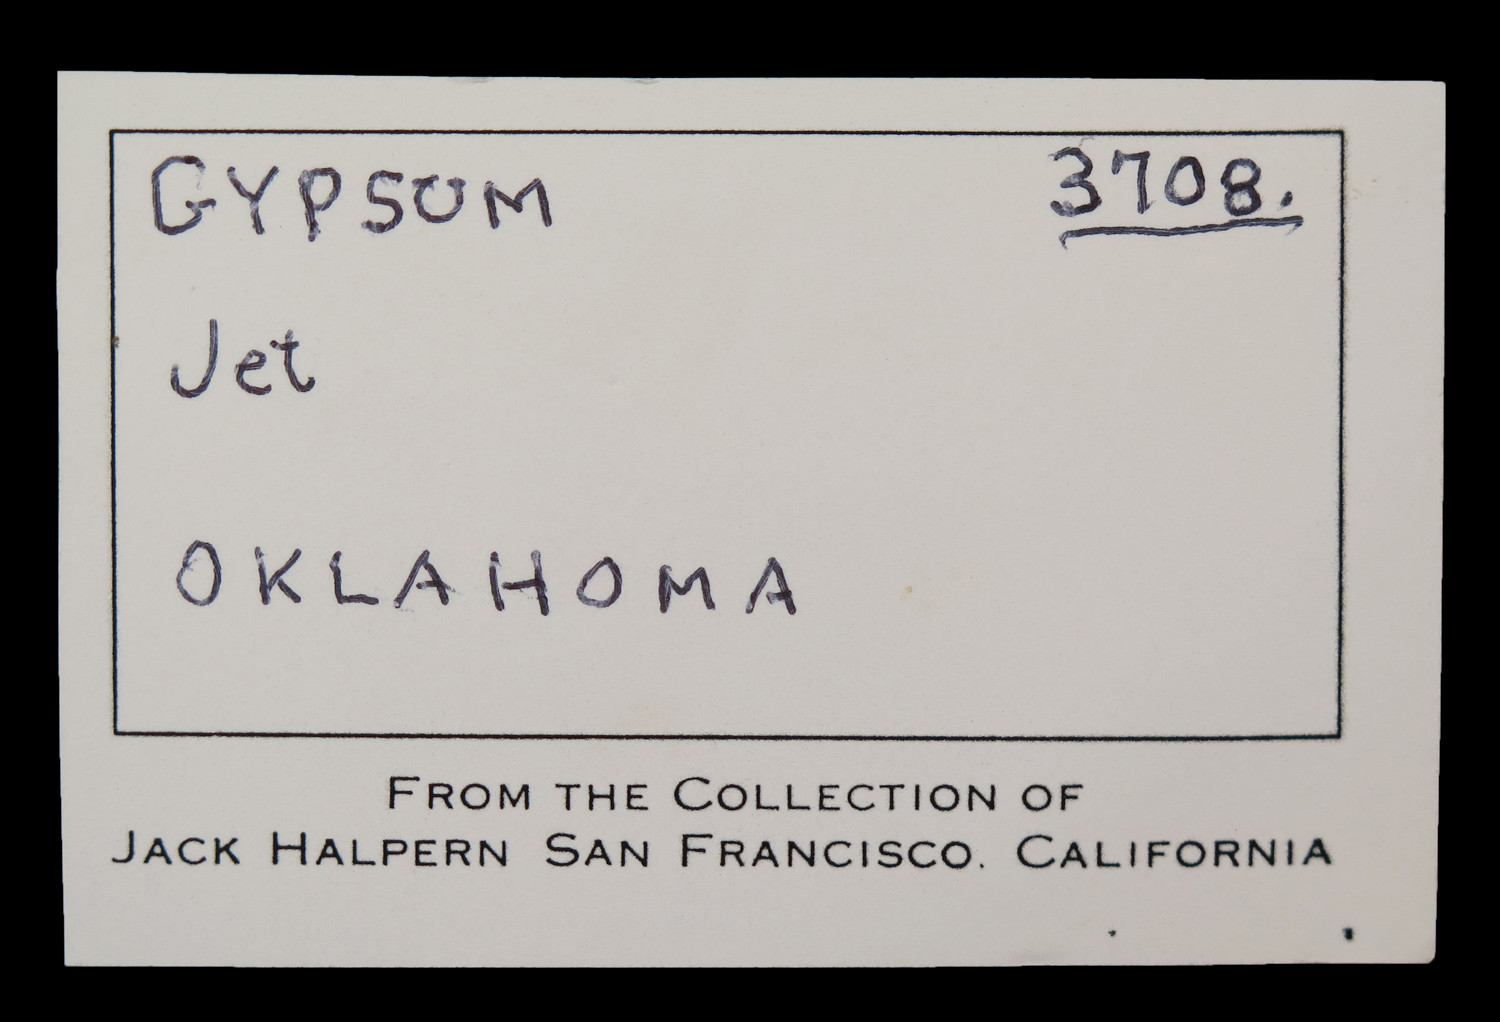 GYPSUM 3708.
Jet
OKLAHOMA
FROM THE COLLECTION OF
JACK HALPERN SAN FRANCISCO. CALIFORNIA